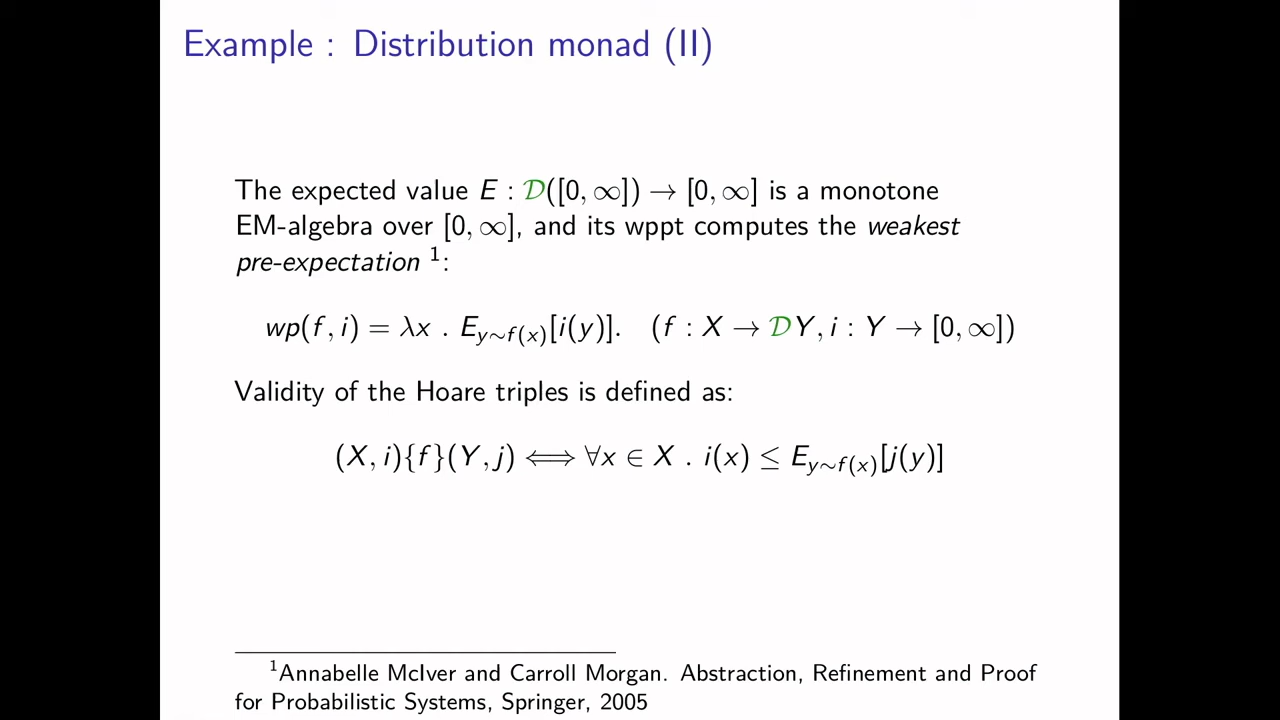 Example : Distribution monad (II)
The expected value E : 𝒟([0, ∞]) → [0, ∞] is a monotone
EM-algebra over [0, ∞], and its wppt computes the weakest
pre-expectation ¹:
wp(f, i) = λx . E_{y∼f(x)}[i(y)]. (f : X → 𝒟Y, i : Y → [0, ∞])
Validity of the Hoare triples is defined as:
(X, i){f}(Y, j) ⟺ ∀x ∈ X . i(x) ≤ E_{y∼f(x)}[j(y)]
¹Annabelle McIver and Carroll Morgan. Abstraction, Refinement and Proof
for Probabilistic Systems, Springer, 2005